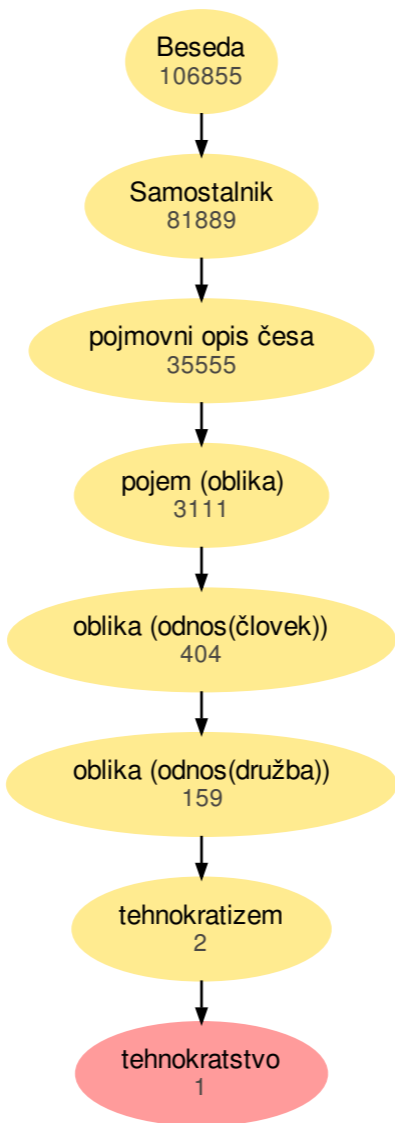 Beseda
106855
Samostalnik
81889
pojmovni opis česa
35555
pojem (oblika)
3111
oblika (odnos(človek))
404
oblika (odnos(družba))
159
tehnokratizem
2
tehnokratstvo
1